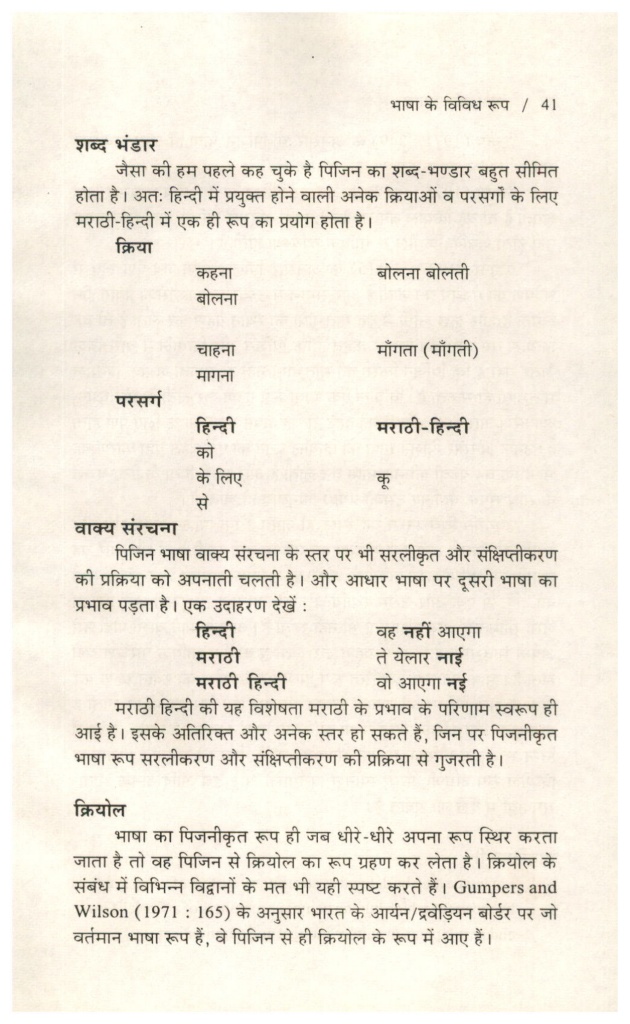 भाषा के विविध रूप / 41
शब्द भंडार
जैसा की हम पहले कह चुके है पिजिन का शब्द-भण्डार बहुत सीमित
होता है। अतः हिन्दी में प्रयुक्त होने वाली अनेक क्रियाओं व परसर्गों के लिए
मराठी-हिन्दी में एक ही रूप का प्रयोग होता है।
क्रिया
कहना बोलना बोलती
बोलना
चाहना माँगता (माँगती)
मागना
परसर्ग
हिन्दी मराठी-हिन्दी
को
के लिए कू
से
वाक्य संरचना
पिजिन भाषा वाक्य संरचना के स्तर पर भी सरलीकृत और संक्षिप्तीकरण
की प्रक्रिया को अपनाती चलती है। और आधार भाषा पर दूसरी भाषा का
प्रभाव पड़ता है। एक उदाहरण देखें :
हिन्दी वह नहीं आएगा
मराठी ते येलार नाई
मराठी हिन्दी वो आएगा नई
मराठी हिन्दी की यह विशेषता मराठी के प्रभाव के परिणाम स्वरूप ही
आई है। इसके अतिरिक्त और अनेक स्तर हो सकते हैं, जिन पर पिजनीकृत
भाषा रूप सरलीकरण और संक्षिप्तीकरण की प्रक्रिया से गुजरती है।
क्रियोल
भाषा का पिजनीकृत रूप ही जब धीरे-धीरे अपना रूप स्थिर करता
जाता है तो वह पिजिन से क्रियोल का रूप ग्रहण कर लेता है। क्रियोल के
संबंध में विभिन्न विद्वानों के मत भी यही स्पष्ट करते हैं। Gumpers and
Wilson (1971 : 165) के अनुसार भारत के आर्यन/द्रवेड़ियन बोर्डर पर जो
वर्तमान भाषा रूप हैं, वे पिजिन से ही क्रियोल के रूप में आए हैं।